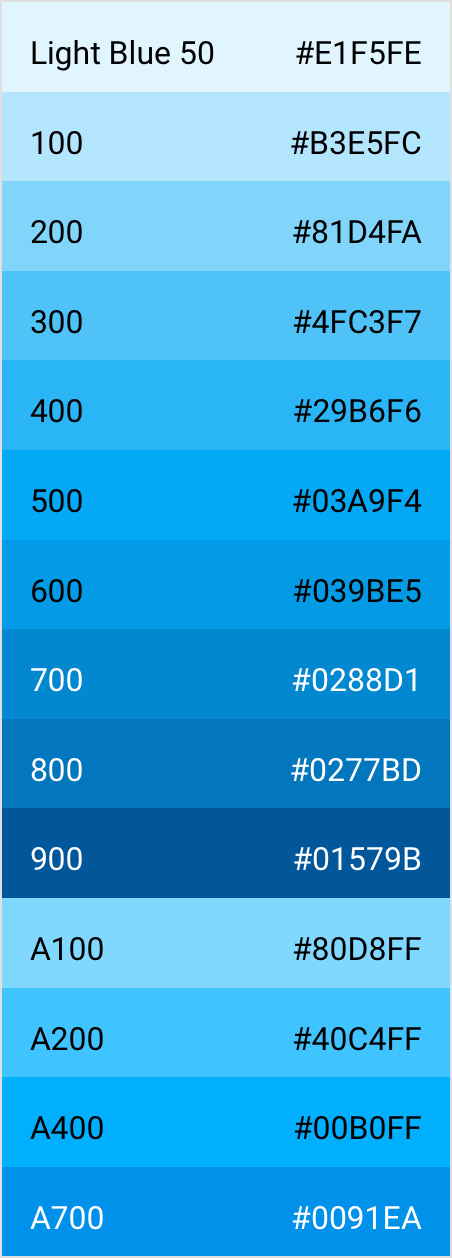 Light Blue 50 #E1F5FE
100 #B3E5FC
200 #81D4FA
300 #4FC3F7
400 #29B6F6
500 #03A9F4
600 #039BE5
700 #0288D1
800 #0277BD
900 #01579B
A100 #80D8FF
A200 #40C4FF
A400 #00B0FF
A700 #0091EA